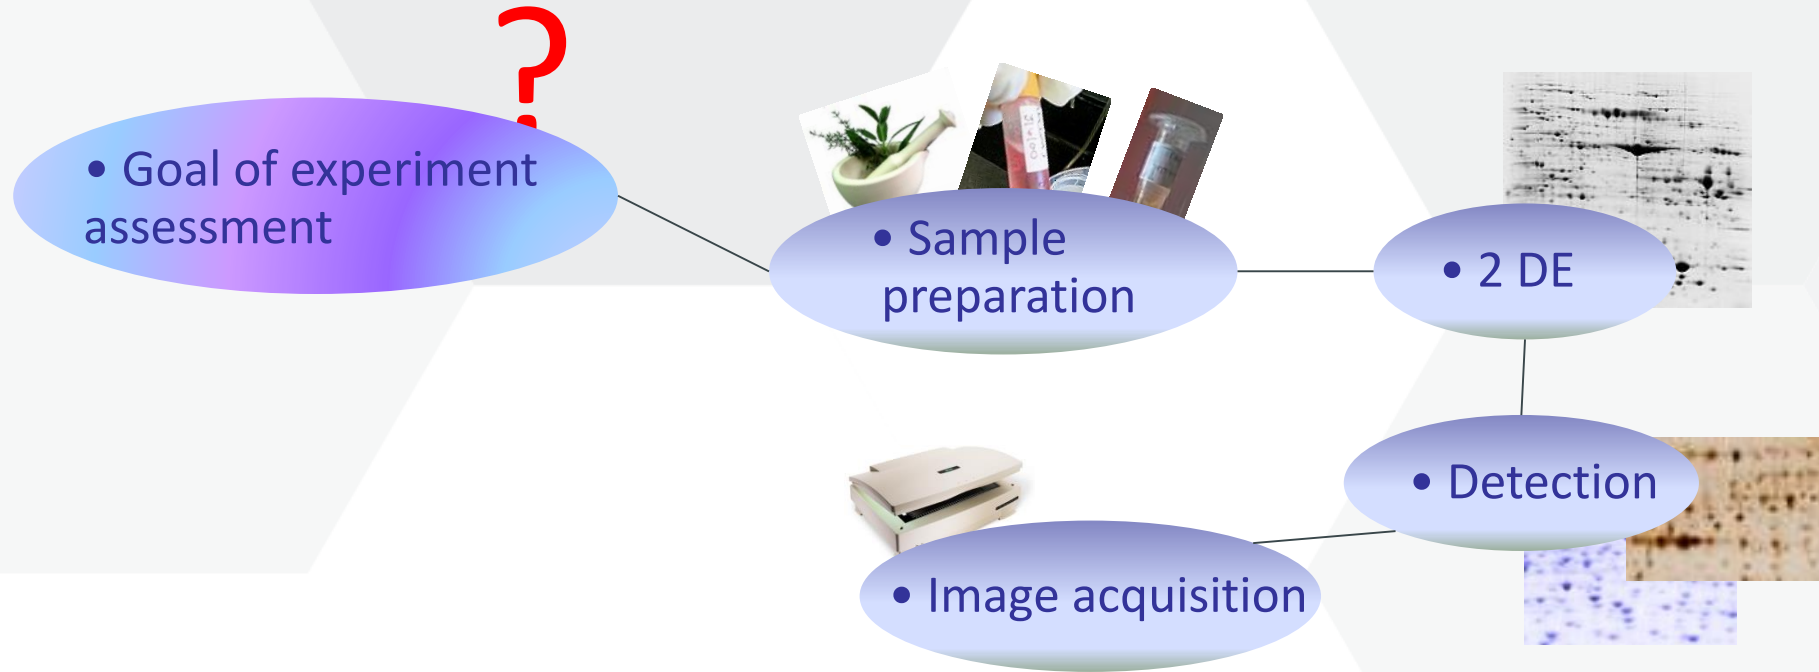 ?
• Goal of experiment
assessment
• Sample
preparation
• 2 DE
• Detection
• Image acquisition